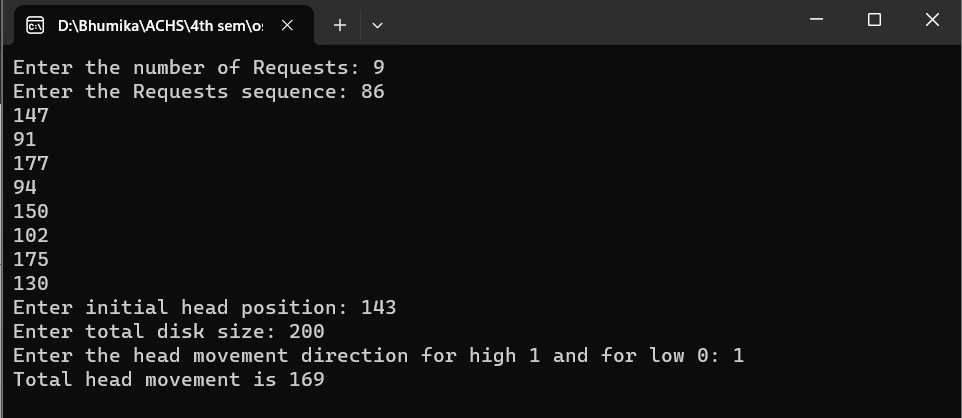 D:\Bhumika\ACHS\4th sem\o
Enter the number of Requests: 9
Enter the Requests sequence: 86
147
91
177
94
150
102
175
130
Enter initial head position: 143
Enter total disk size: 200
Enter the head movement direction for high 1 and for low 0: 1
Total head movement is 169